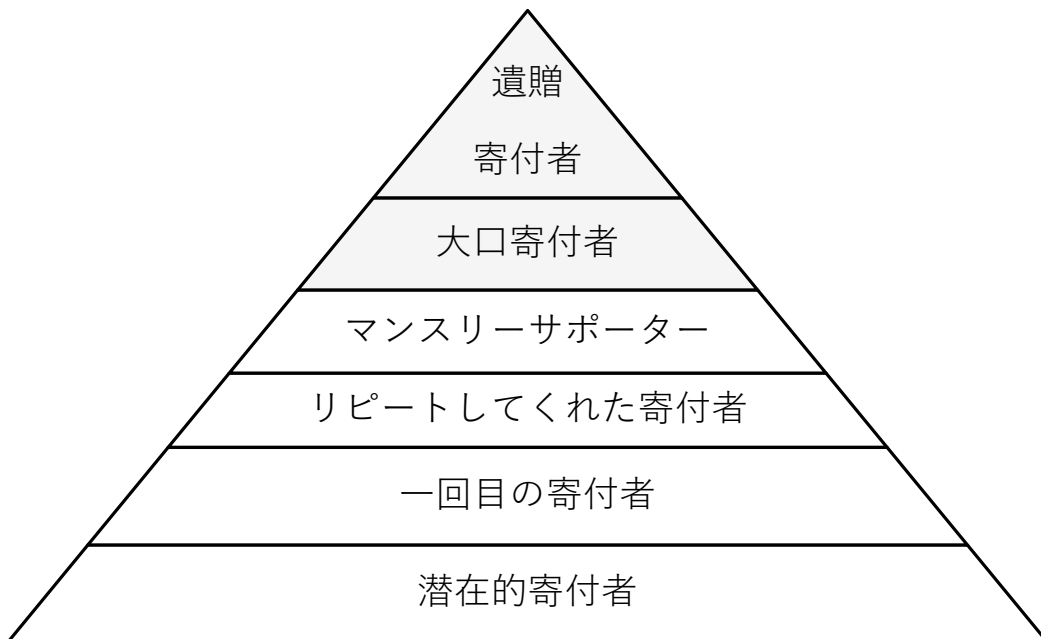 遺贈
寄付者
大口寄付者
マンスリーサポーター
リピートしてくれた寄付者
一回目の寄付者
潜在的寄付者